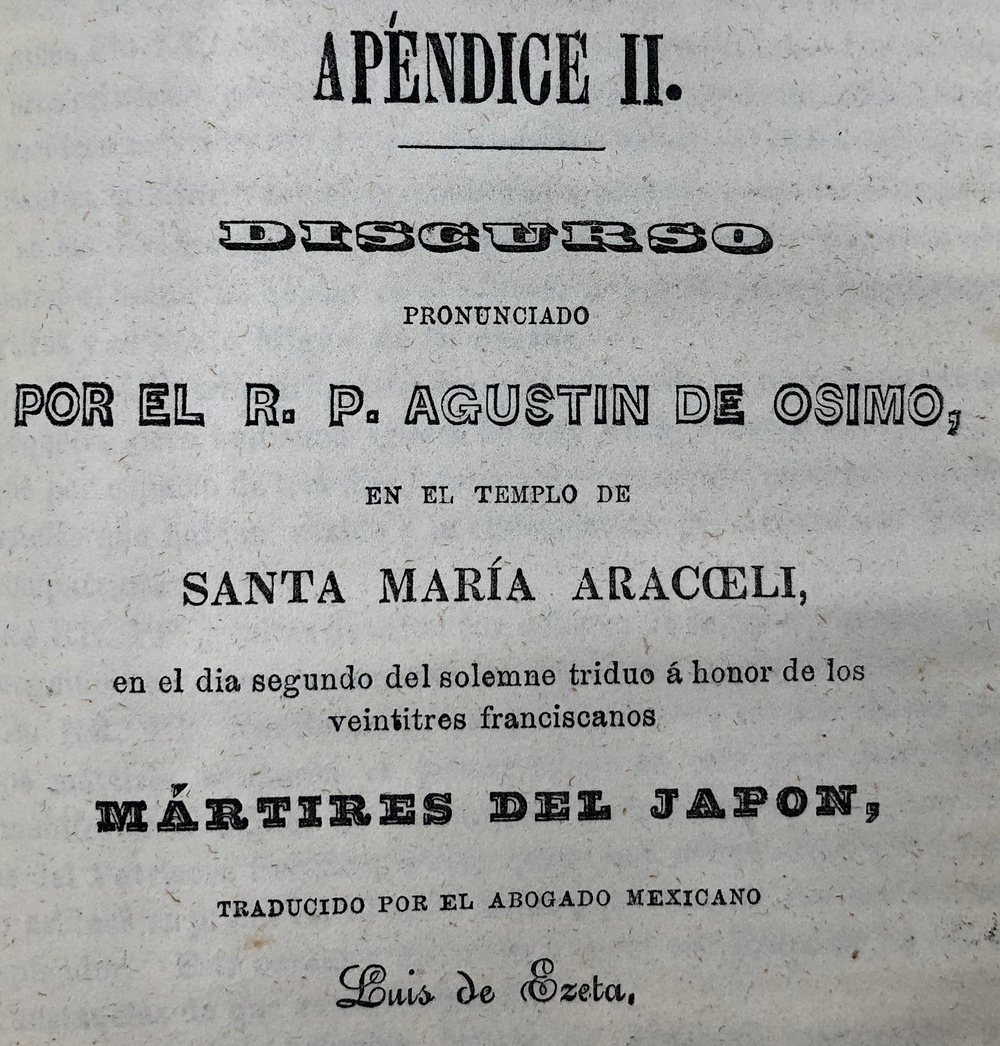 APÉNDICE II.
DISCURSO
PRONUNCIADO
POR EL R. P. AGUSTIN DE OSIMO,
EN EL TEMPLO DE
SANTA MARÍA ARACŒLI,
en el dia segundo del solemne triduo á honor de los
veintitres franciscanos
MÁRTIRES DEL JAPON,
TRADUCIDO POR EL ABOGADO MEXICANO
Luis de Ezeta,